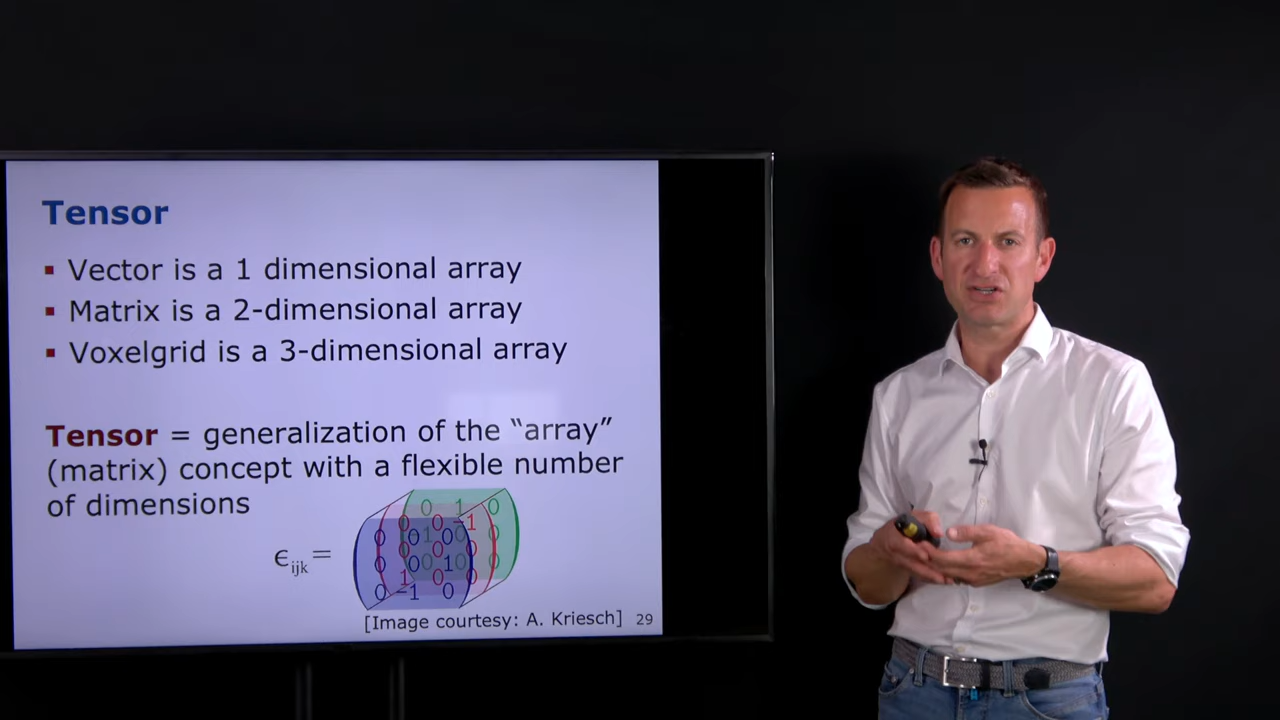 Tensor
Vector is a 1 dimensional array
Matrix is a 2-dimensional array
Voxelgrid is a 3-dimensional array
Tensor = generalization of the “array”
(matrix) concept with a flexible number
of dimensions
ϵijk=
[Image courtesy: A. Kriesch] 29